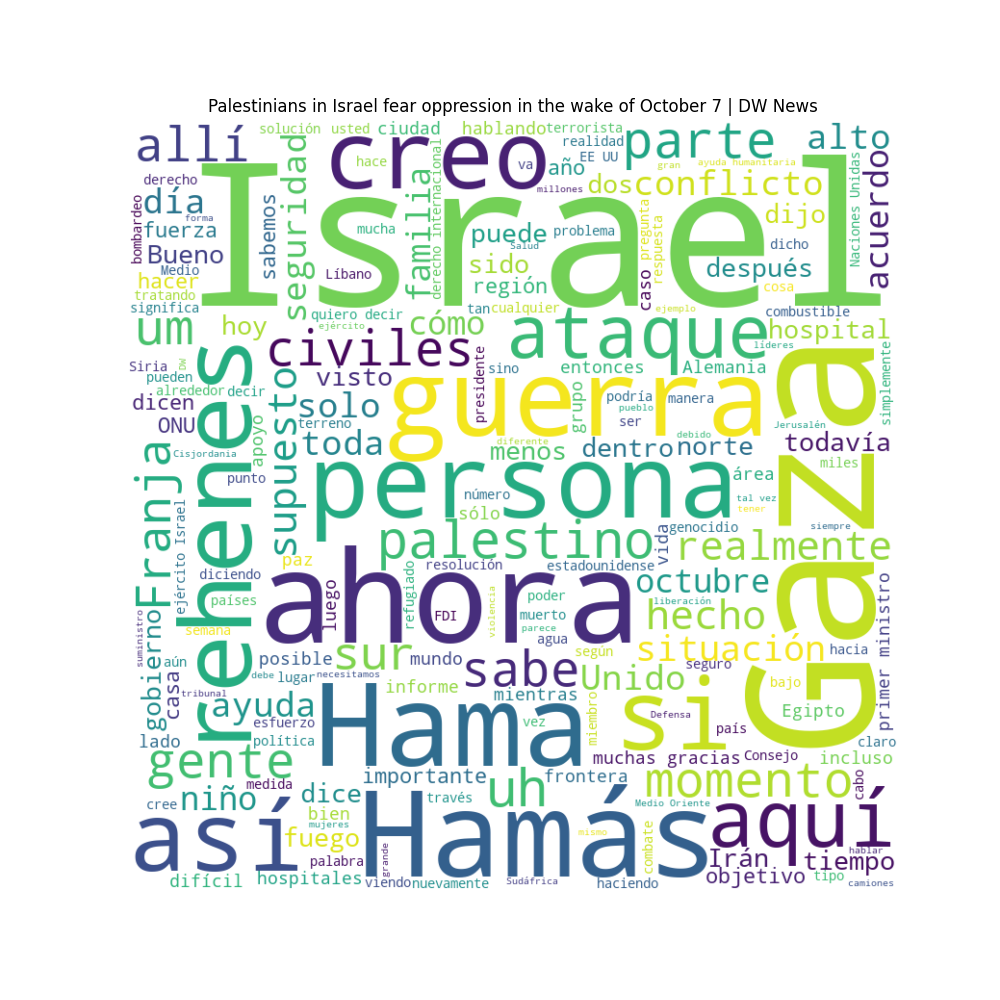 Palestinians in Israel fear oppression in the wake of October 7 | DW News
allí
solución
usted
ciudad
hablando
terrorista
parte
alto
creo
realidad
EE UU
gran
ayuda humanitaria
derecho
hace
va
año
millones
dos
conflicto
día
forma
fuerza
bombardeo
Bueno
sabemos
seguridad
Israel
mucha
familia
derecho internacional
puede
Salud
problema
pregunta
respuesta
dijo
dicho
Naciones Unidas
acuerdo
Medio
hacer
tratando
significa
Líbano
sido
región
después
caso
cosa
um
hoy
quiero decir
ejército
cómo
tan
cualquier
ataque
ejemplo
combustible
hospital
líderes
simplemente
Siria
DW
pueden
alrededor
decir
civiles
visto
presidente
sino
entonces
Alemania
guerra
grupo
podría
manera
pueblo
ser
dicen
ONU
rehenes
apoyo
solo
terreno
toda
menos
diferente
dentro
debido
norte
Jerusalén
todavía
Gaza
Cisjordania
punto
supuesto
persona
número
sólo
área
miles
tal vez
tener
Franja
ejército Israel
paz
palestino
vida
genocidio
siempre
realmente
diciendo
países
ahora
luego
refugiado
resolución
FDI
violencia
estadounidense
poder
muerto
parece
agua
octubre
liberación
hecho
suministro
gobierno
semana
aún
casa
tribunal
debe
lugar
posible
necesitamos
sur
mundo
sabe
según
situación
seguro
hacia
primer ministro
ayuda
esfuerzo
informe
mientras
Unido
miembro
bajo
Egipto
lado
política
Hama
vez
si
Defensa
país
claro
gente
medida
importante
frontera
muchas gracias
Consejo
incluso
cree
niño
dice
través
uh
Medio Oriente
momento
cabo
así
bien
mujeres
fuego
Hamás
mismo
combate
aquí
palabra
grande
Irán
tiempo
hablar
difícil
hospitales
viendo
nuevamente
Sudáfrica
haciendo
objetivo
tipo
camiones